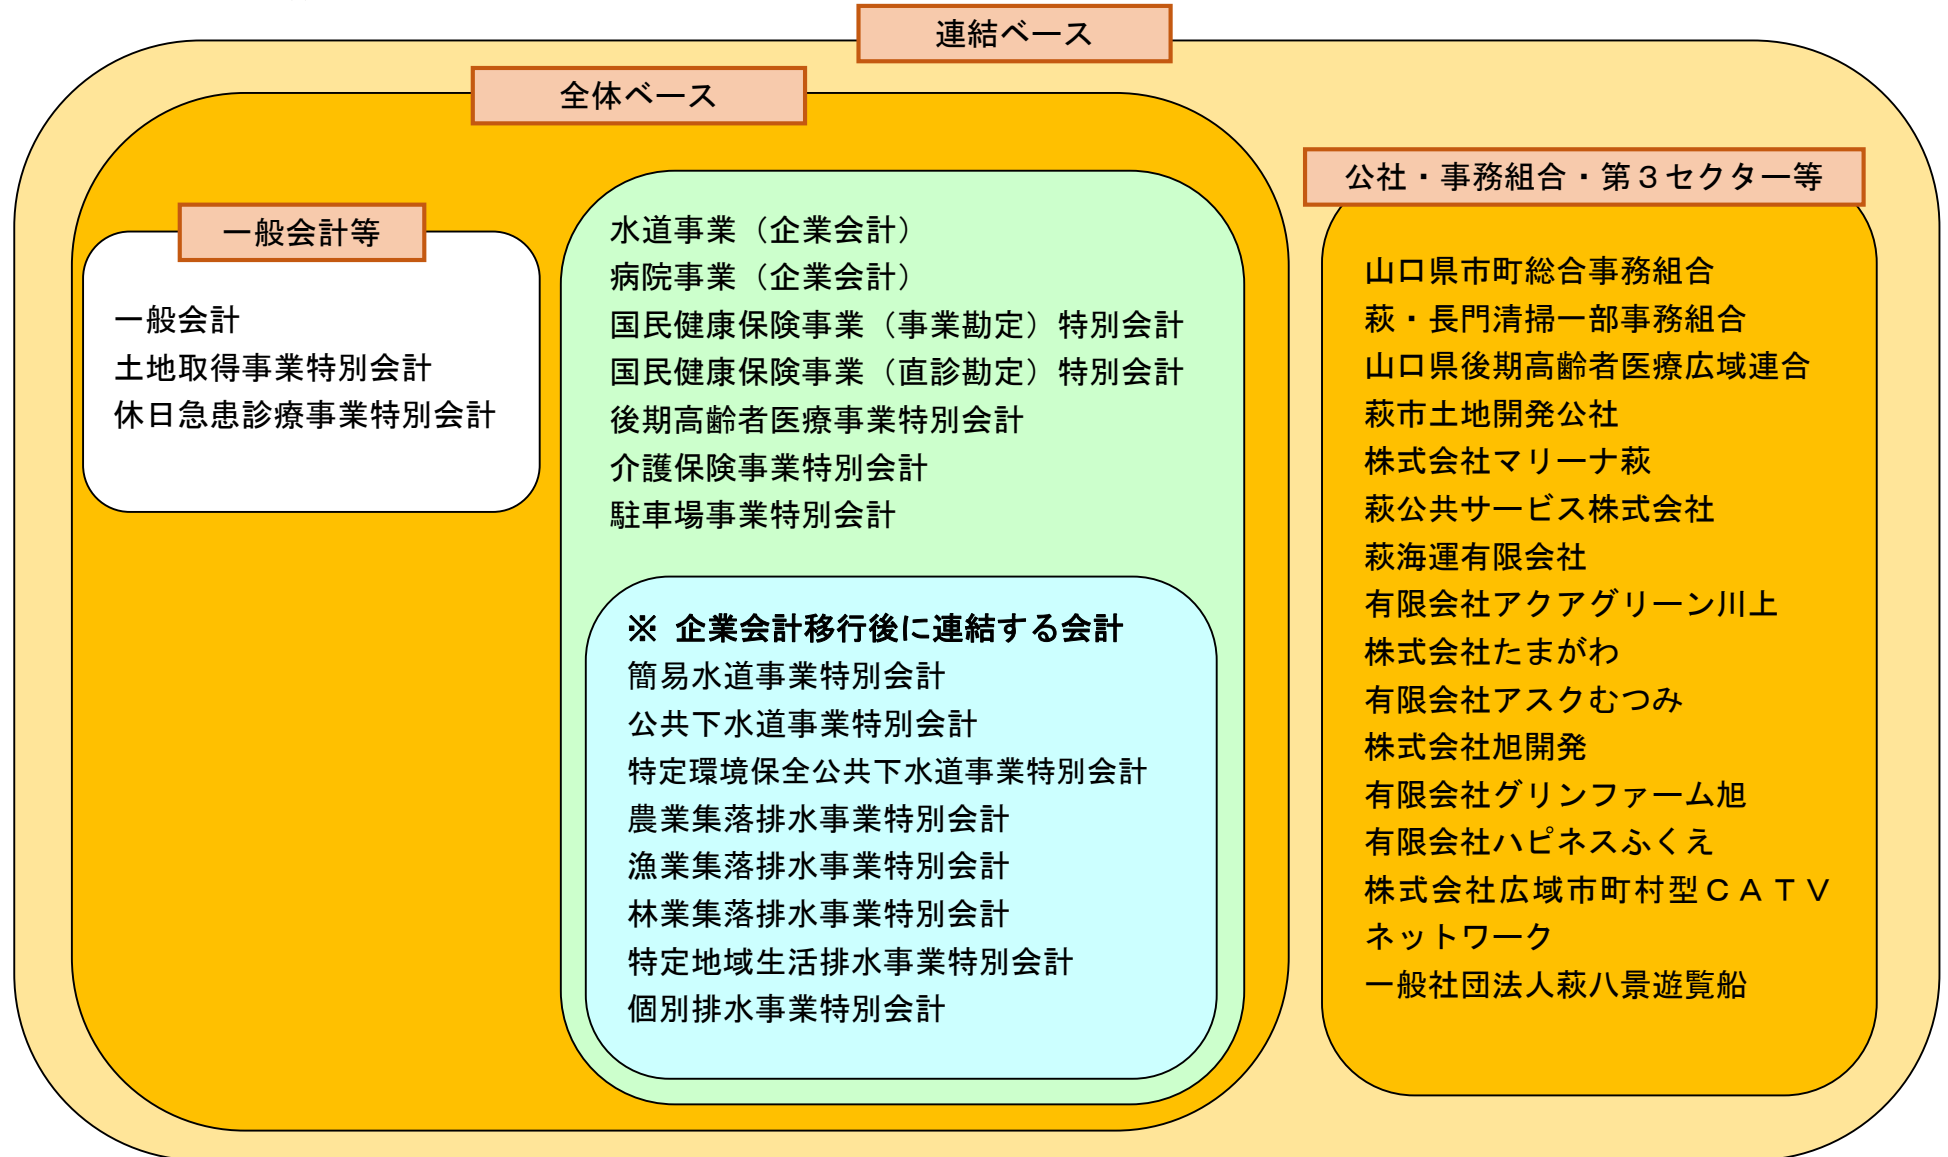 連結ベース
全体ベース
一般会計等
一般会計
土地取得事業特別会計
休日急患診療事業特別会計
水道事業（企業会計）
病院事業（企業会計）
国民健康保険事業（事業勘定）特別会計
国民健康保険事業（直診勘定）特別会計
後期高齢者医療事業特別会計
介護保険事業特別会計
駐車場事業特別会計
※ 企業会計移行後に連結する会計
簡易水道事業特別会計
公共下水道事業特別会計
特定環境保全公共下水道事業特別会計
農業集落排水事業特別会計
漁業集落排水事業特別会計
林業集落排水事業特別会計
特定地域生活排水事業特別会計
個別排水事業特別会計
公社・事務組合・第３セクター等
山口県市町総合事務組合
萩・長門清掃一部事務組合
山口県後期高齢者医療広域連合
萩市土地開発公社
株式会社マリーナ萩
萩公共サービス株式会社
萩海運有限会社
有限会社アクアグリーン川上
株式会社たまがわ
有限会社アスクむつみ
株式会社旭開発
有限会社グリンファーム旭
有限会社ハピネスふくえ
株式会社広域市町村型ＣＡＴＶ
ネットワーク
一般社団法人萩八景遊覧船